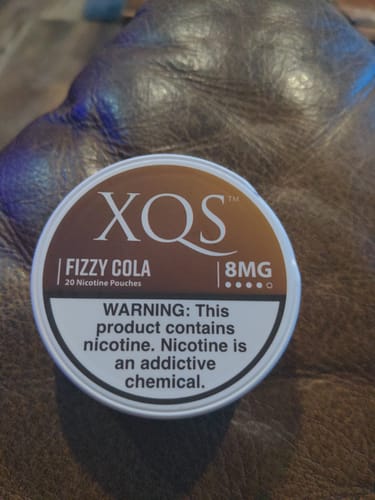 XQS™
FIZZY COLA
20 Nicotine Pouches
8MG
WARNING: This
product contains
nicotine. Nicotine is
an addictive
chemical.